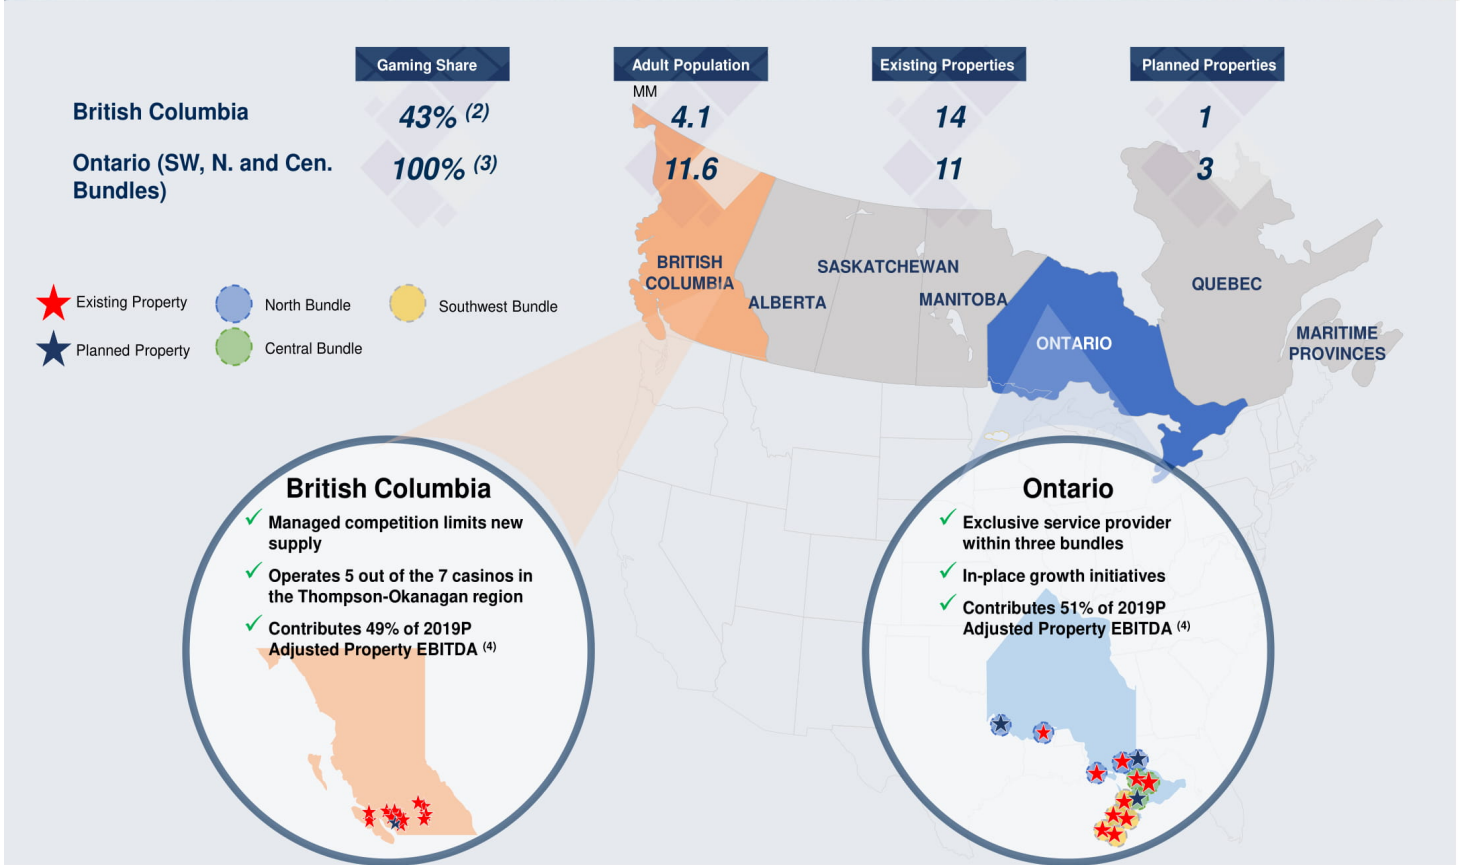 Gaming Share
Adult Population
Existing Properties
Planned Properties
MM
British Columbia
43% (2)
4.1
14
1
Ontario (SW, N. and Cen.
Bundles)
100% (3)
11.6
11
3
Existing Property
North Bundle
Southwest Bundle
Planned Property
Central Bundle
BRITISH
COLUMBIA
ALBERTA
SASKATCHEWAN
MANITOBA
ONTARIO
QUEBEC
MARITIME
PROVINCES
British Columbia
✓ Managed competition limits new
supply
✓ Operates 5 out of the 7 casinos in
the Thompson-Okanagan region
✓ Contributes 49% of 2019P
Adjusted Property EBITDA (4)
Ontario
✓ Exclusive service provider
within three bundles
✓ In-place growth initiatives
✓ Contributes 51% of 2019P
Adjusted Property EBITDA (4)